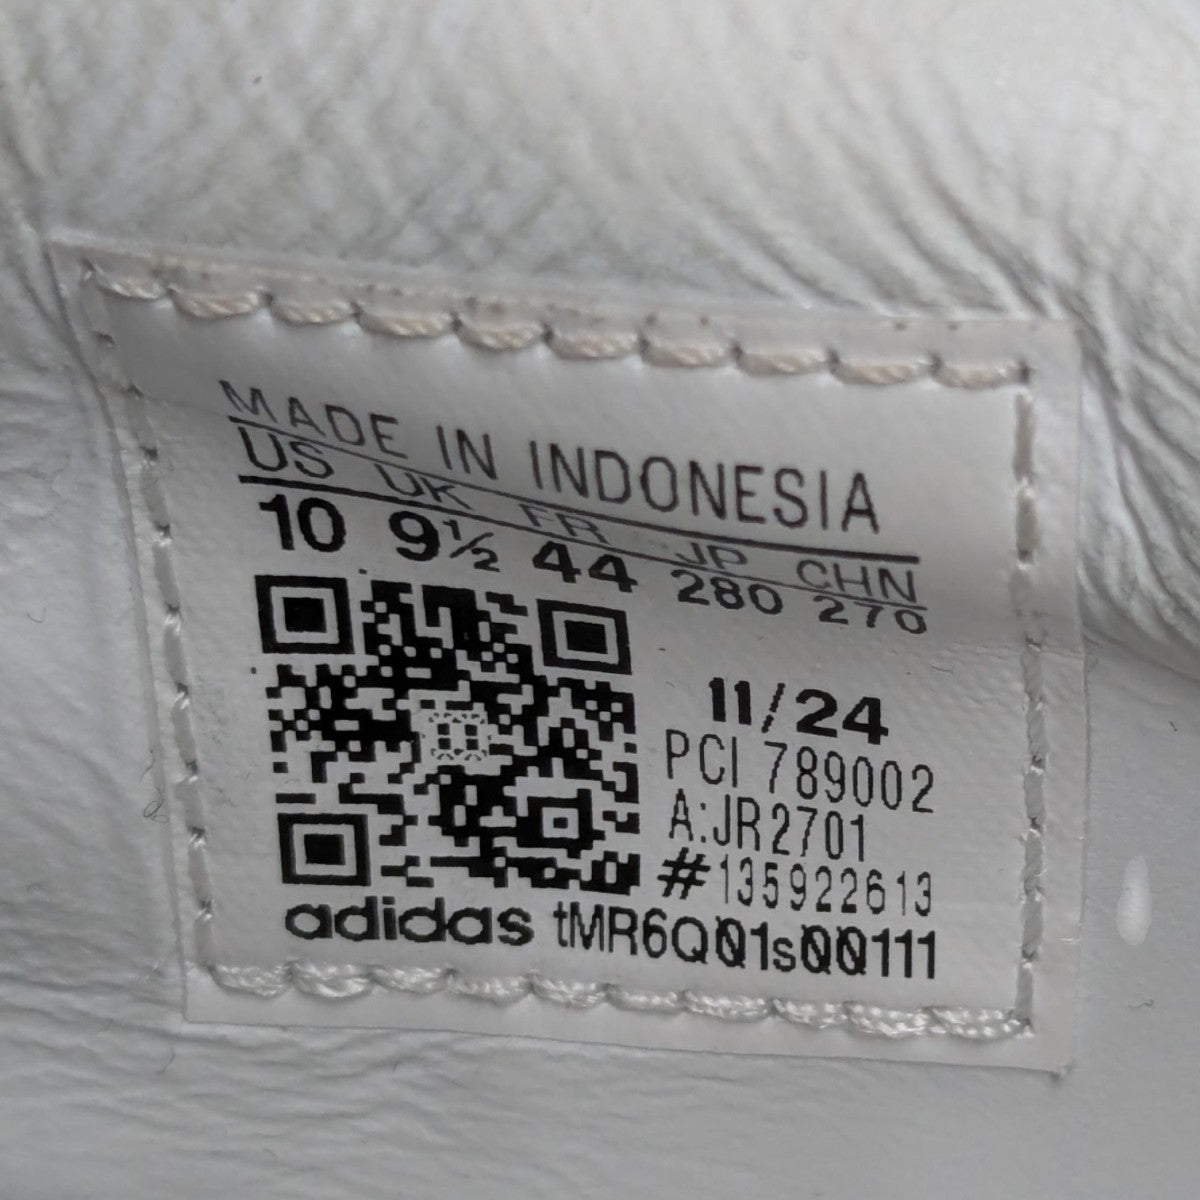 MADE IN INDONESIA
US UK FR JP CHN
10 9½ 44 280 270
11/24
PCI 789002
A:JR2701
#135922613
adidas tMR6Q01s00111